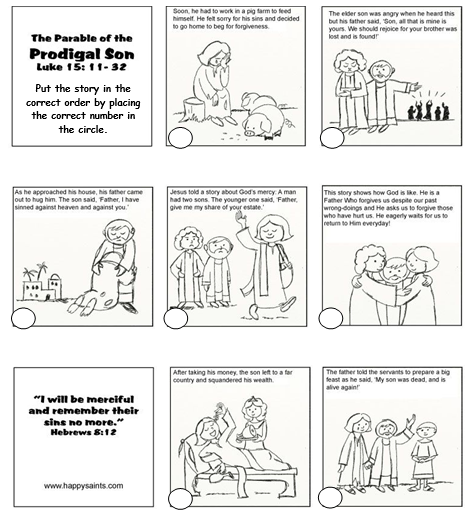 The Parable of the
Prodigal Son
Luke 15: 11- 32
Put the story in the
correct order by placing
the correct number in
the circle.
Soon, he had to work in a pig farm to feed
himself. He felt sorry for his sins and decided
to go home to beg for forgiveness.
The elder son was angry when he heard this
but his father said, 'Son, all that is mine is
yours. We should rejoice for your brother was
lost and is found!'
As he approached his house, his father came
out to hug him. The son said, 'Father, I have
sinned against heaven and against you.'
Jesus told a story about God's mercy. A man
had two sons. The younger one said, 'Father,
give me my share of your estate.'
This story shows how God is like. He is a
Father Who forgives us despite our past
wrong-doings and He asks us to forgive those
who have hurt us. He eagerly waits for us to
return to Him everyday!
"I will be merciful
and remember their
sins no more."
Hebrews 8:12
www.happysaints.com
After taking his money, the son left to a far
country and squandered his wealth.
The father told the servants to prepare a big
feast as he said, 'My son was dead, and is
alive again!'